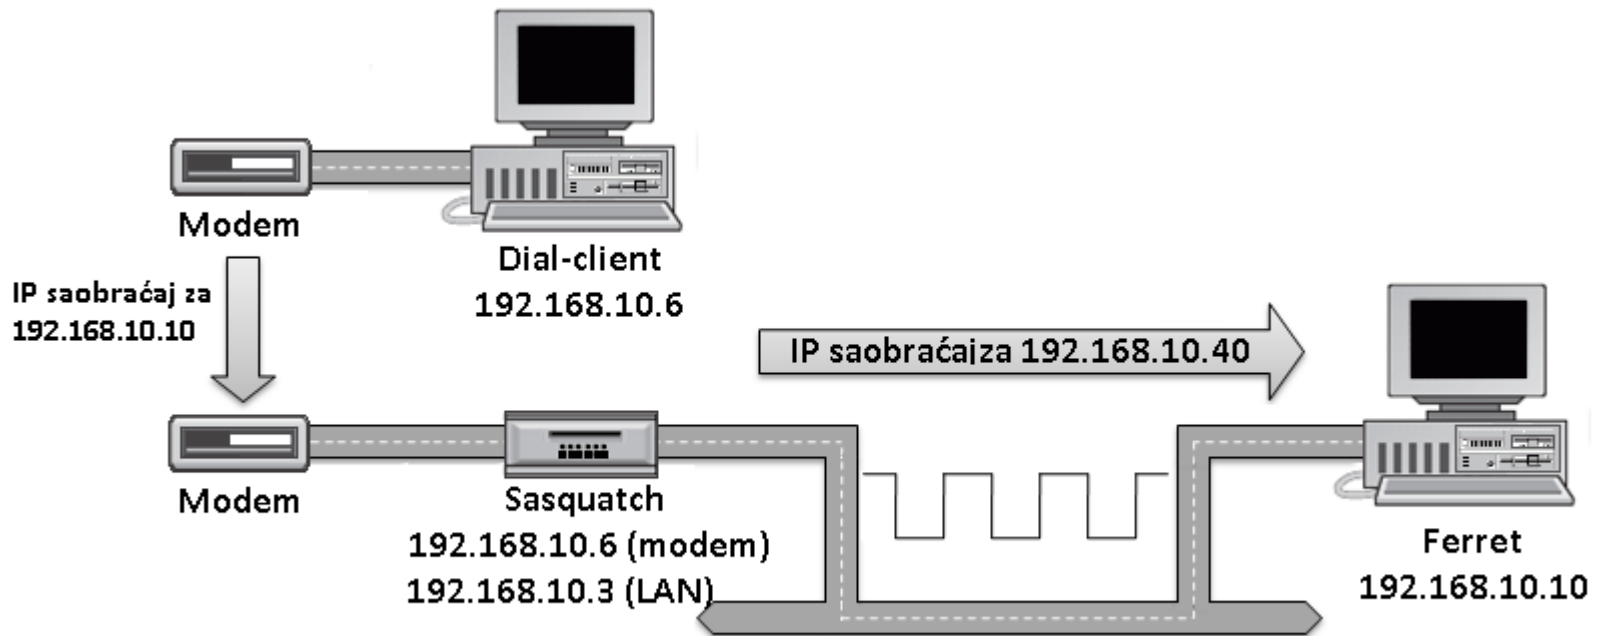 Modem
Dial-client
192.168.10.6
IP saobraćaj za
192.168.10.10
IP saobraćajza 192.168.10.40
Modem
Sasquatch
192.168.10.6 (modem)
192.168.10.3 (LAN)
Ferret
192.168.10.10